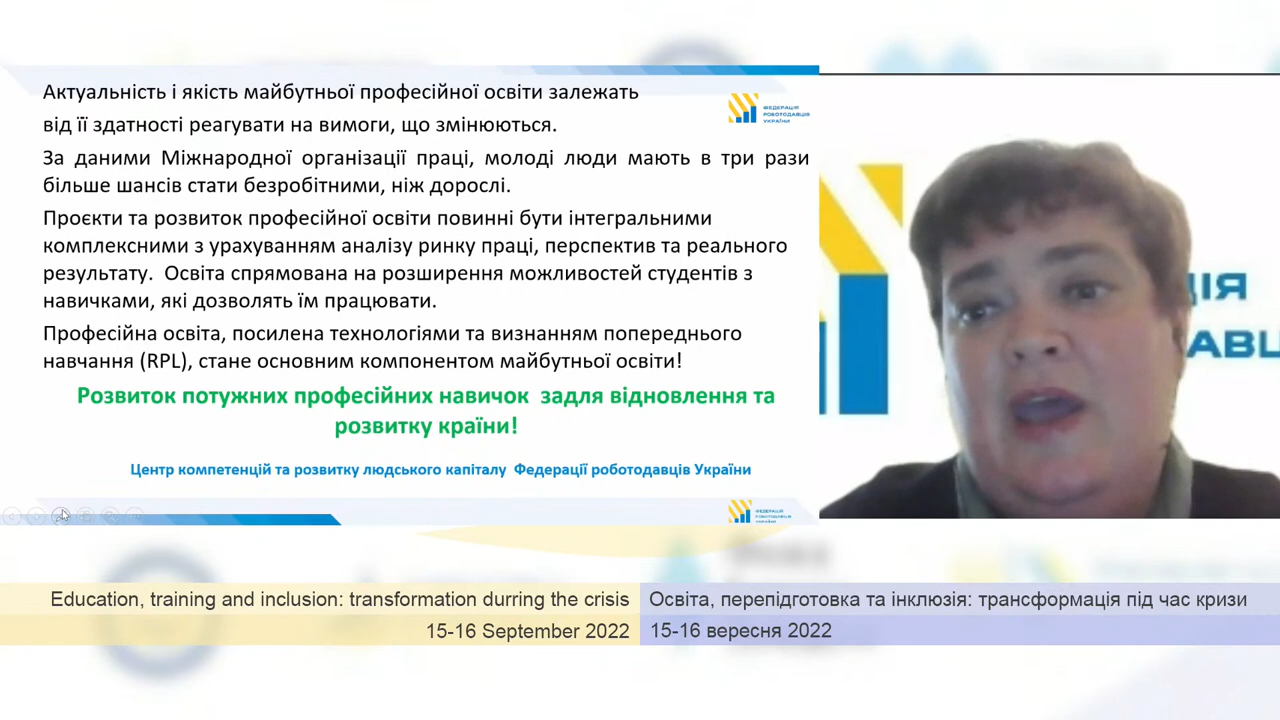 Актуальність і якість майбутньої професійної освіти залежать
від її здатності реагувати на вимоги, що змінюються.
За даними Міжнародної організації праці, молоді люди мають в три рази
більше шансів стати безробітними, ніж дорослі.
Проєкти та розвиток професійної освіти повинні бути інтегральними
комплексними з урахуванням аналізу ринку праці, перспектив та реального
результату. Освіта спрямована на розширення можливостей студентів з
навичками, які дозволять їм працювати.
Професійна освіта, посилена технологіями та визнанням попереднього
навчання (RPL), стане основним компонентом майбутньої освіти!
Розвиток потужних професійних навичок задля відновлення та
розвитку країни!
Центр компетенцій та розвитку людського капіталу Федерації роботодавців України
ФЕДЕРАЦІЯ
РОБОТОДАВЦІВ
УКРАЇНИ
ФЕДЕРАЦІЯ
РОБОТОДАВЦІВ
УКРАЇНИ
ЦІЯ
ДАВЦ
Education, training and inclusion: transformation durring the crisis
15-16 September 2022
Освіта, перепідготовка та інклюзія: трансформація під час кризи
15-16 вересня 2022